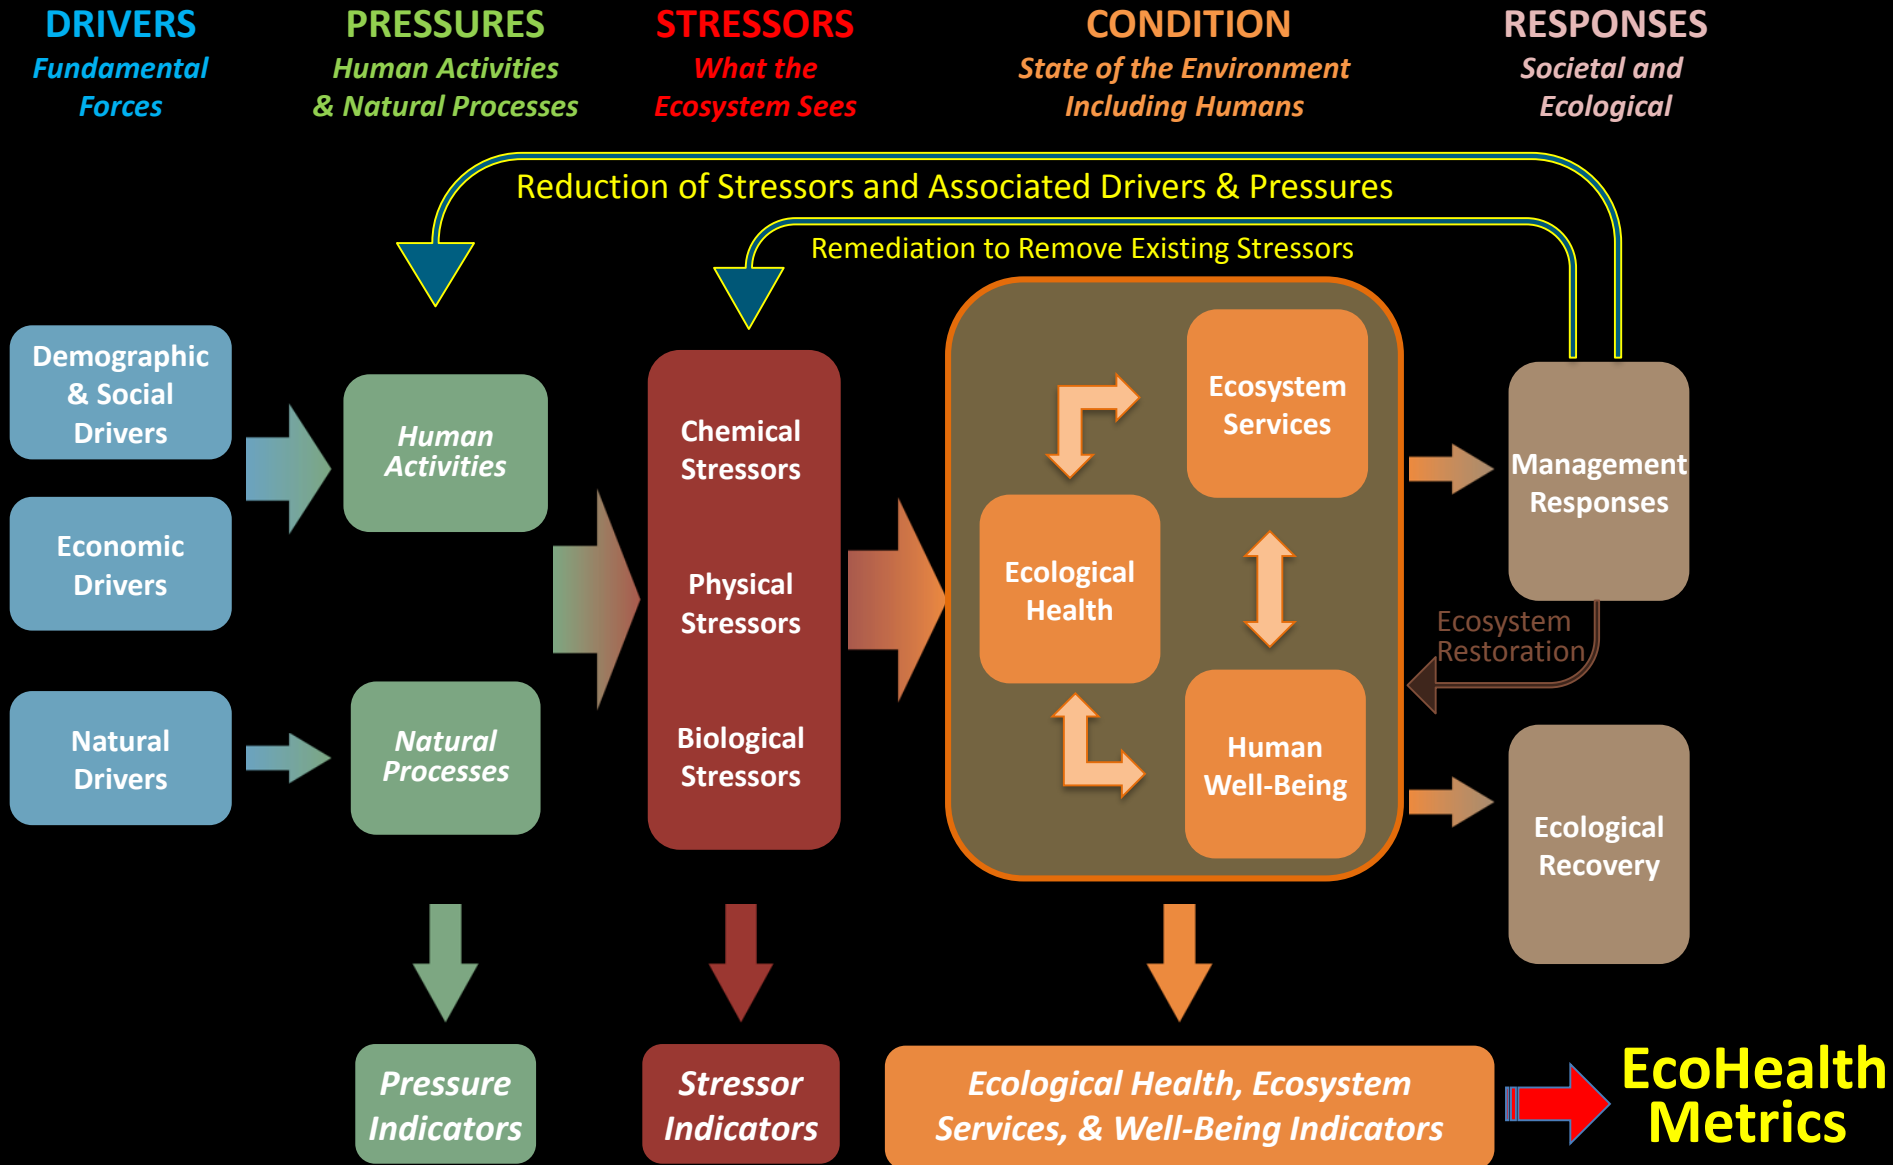 DRIVERS
Fundamental
Forces
PRESSURES
Human Activities
& Natural Processes
STRESSORS
What the
Ecosystem Sees
CONDITION
State of the Environment
Including Humans
RESPONSES
Societal and
Ecological
Reduction of Stressors and Associated Drivers & Pressures
Remediation to Remove Existing Stressors
Demographic
& Social
Drivers
Economic
Drivers
Natural
Drivers
Human
Activities
Natural
Processes
Chemical
Stressors
Physical
Stressors
Biological
Stressors
Ecosystem
Services
Ecological
Health
Human
Well-Being
Management
Responses
Ecosystem
Restoration
Ecological
Recovery
Pressure
Indicators
Stressor
Indicators
Ecological Health, Ecosystem
Services, & Well-Being Indicators
EcoHealth
Metrics